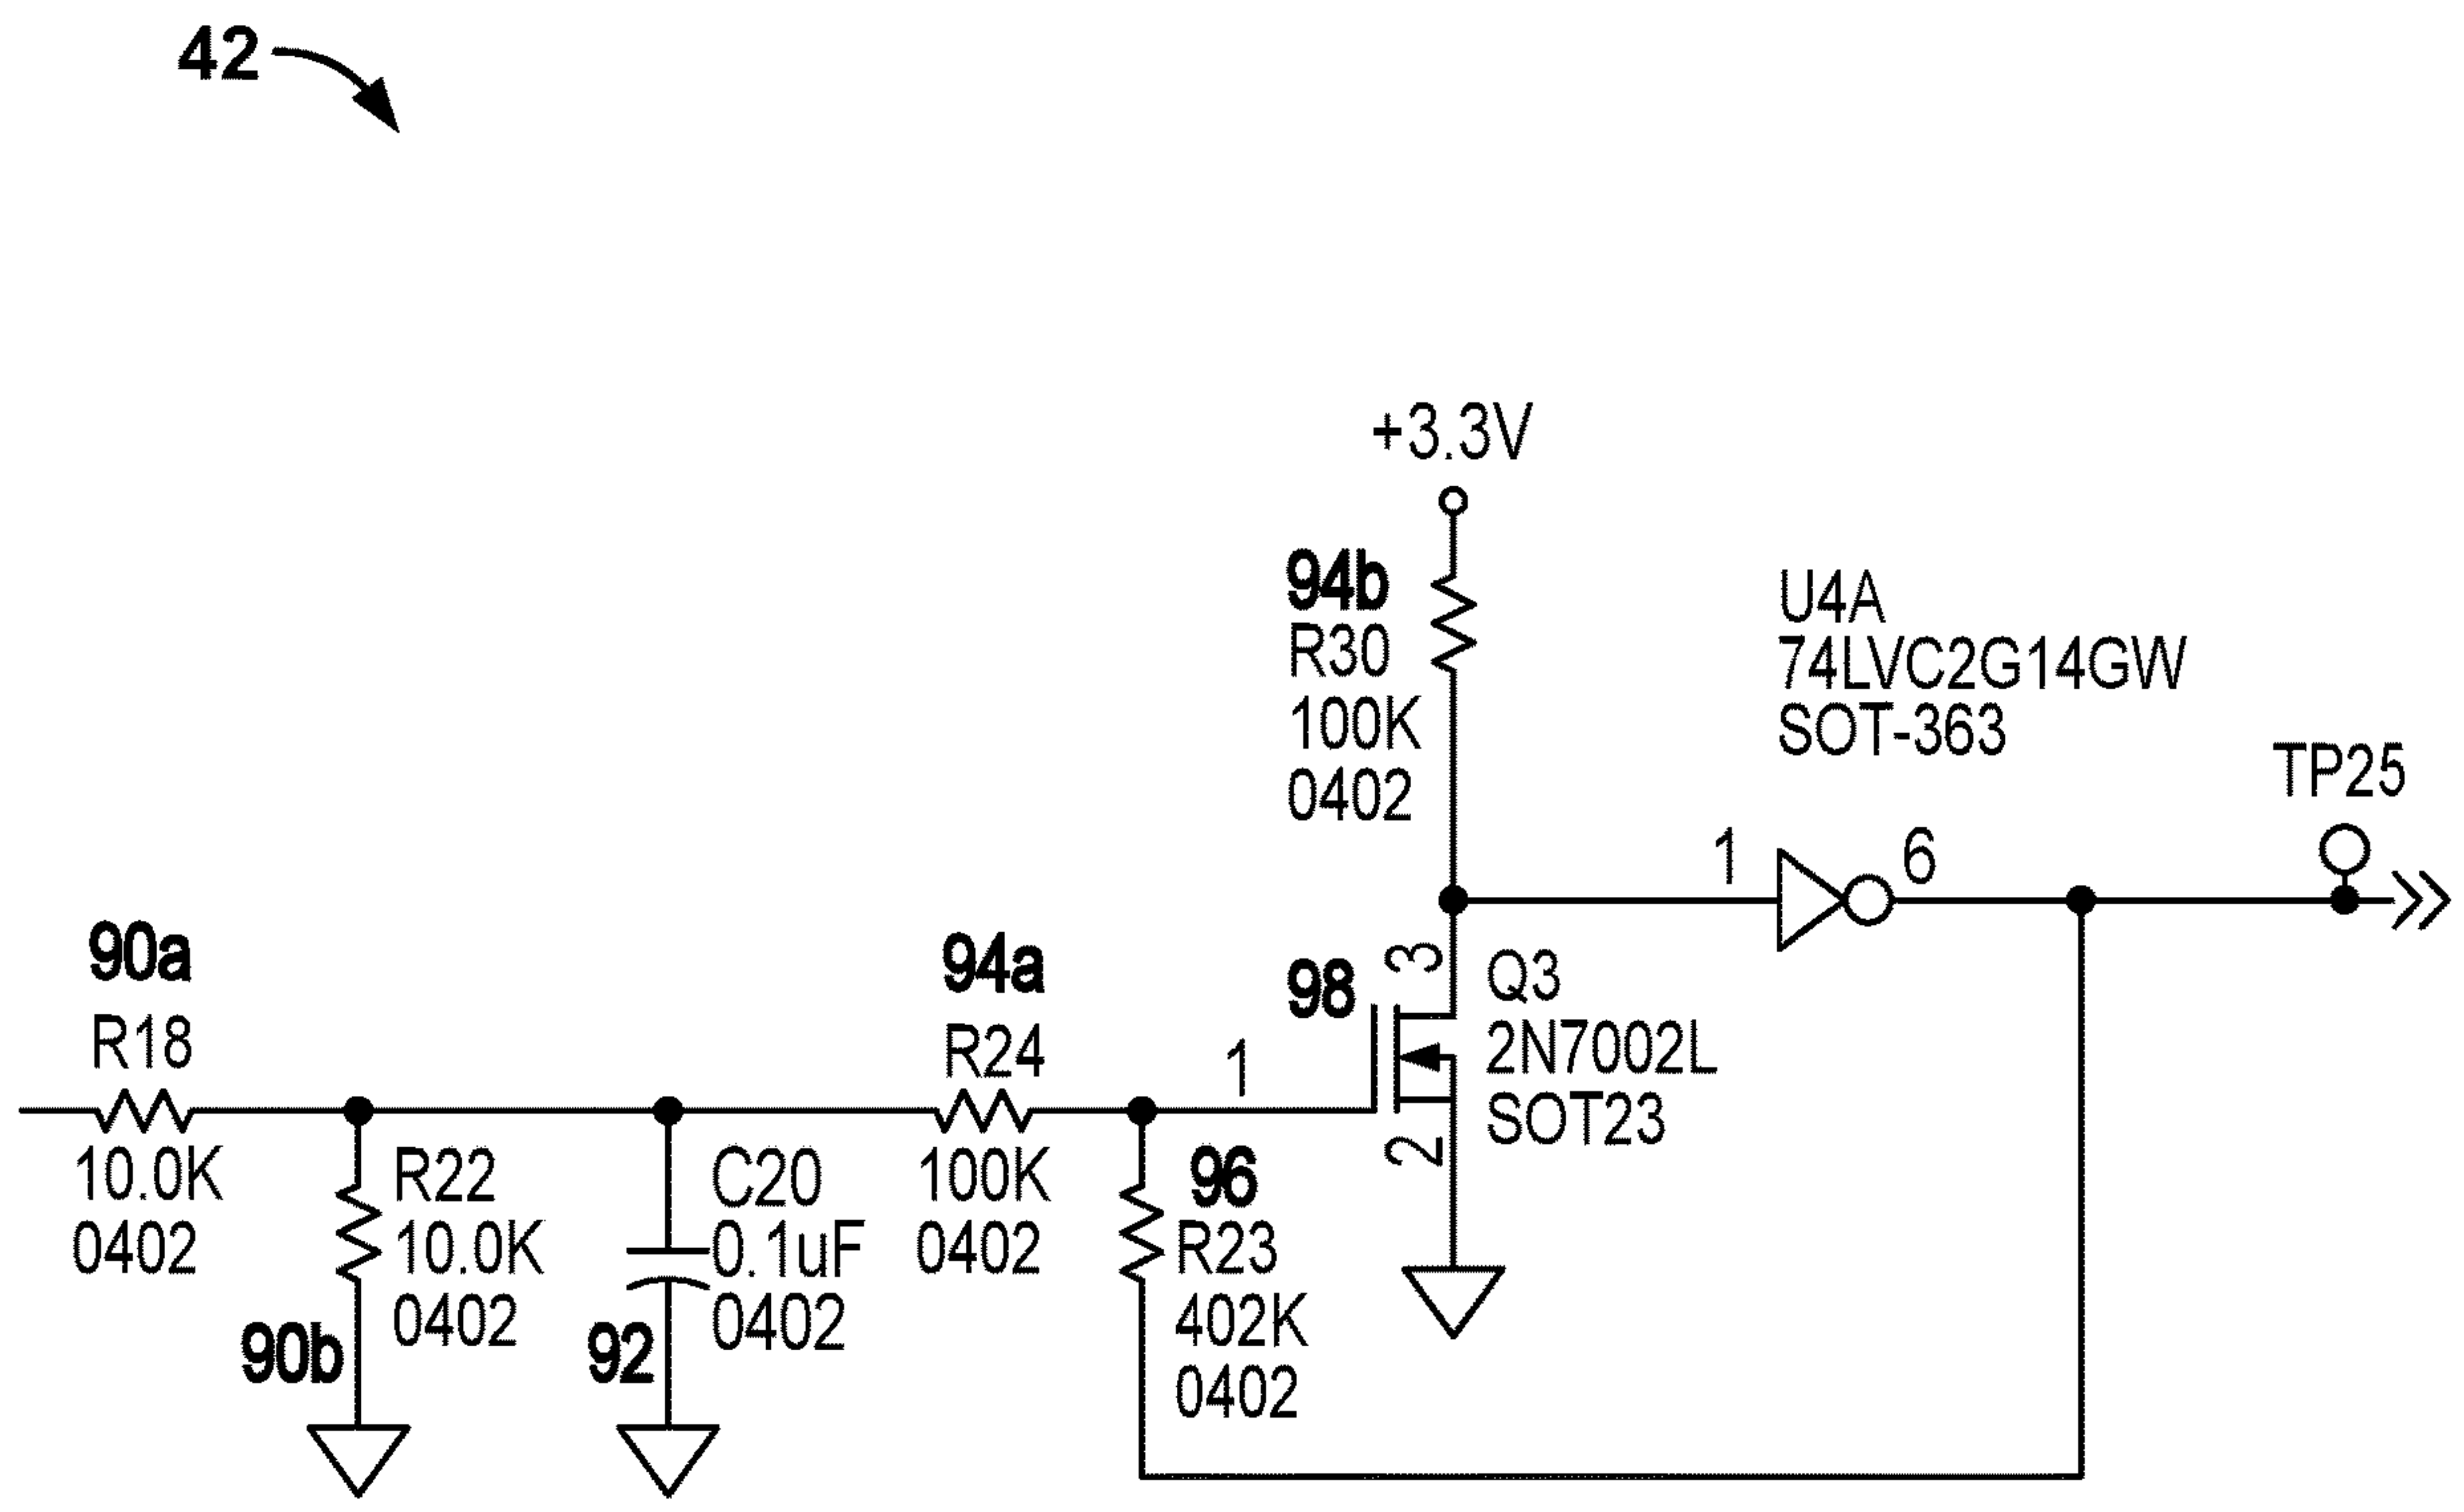 42
+3.3V
94b
R30
100K
0402
U4A
74LVC2G14GW
SOT-363
TP25
1
6
90a
R18
10.0K
0402
R22
10.0K
0402
90b
C20
0.1uF
0402
92
94a
R24
100K
0402
1
96
R23
402K
0402
98
3
2
Q3
2N7002L
SOT23